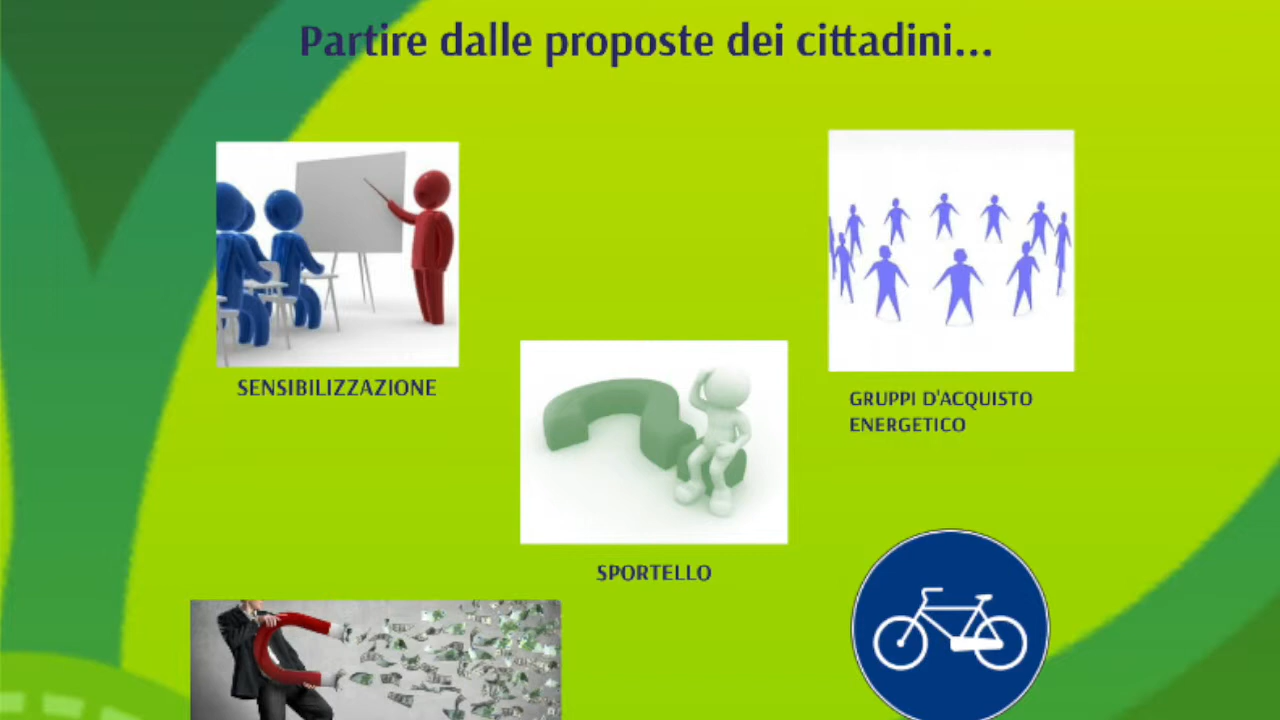 Partire dalle proposte dei cittadini...
SENSIBILIZZAZIONE
GRUPPI D'ACQUISTO
ENERGETICO
SPORTELLO